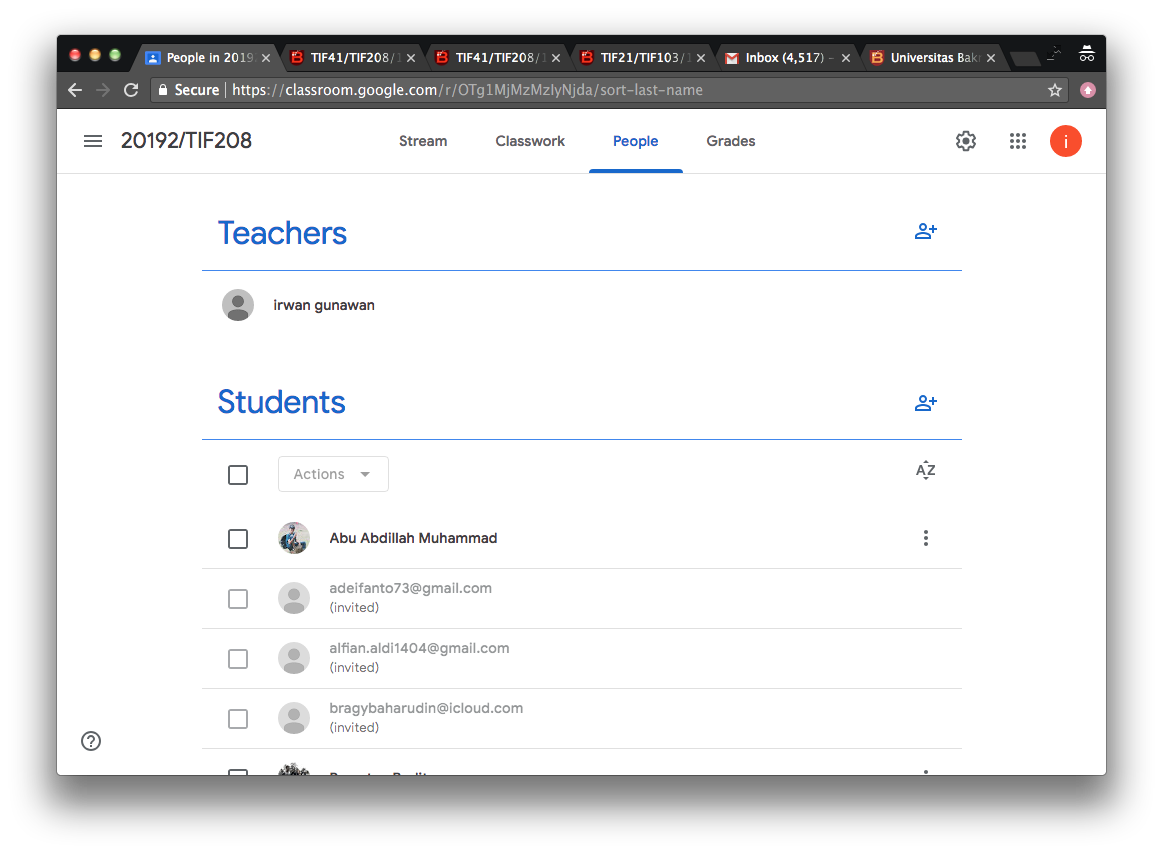 People in 2019
TIF41/TIF208/1
TIF41/TIF208/1
TIF21/TIF103/1
Inbox (4,517) -
Universitas Bak
Secure
https://classroom.google.com/r/OTg1MjMzMzIyNjda/sort-last-name
20192/TIF208
Stream
Classwork
People
Grades
i
Teachers
irwan gunawan
Students
Actions
AZ
Abu Abdillah Muhammad
adeifanto73@gmail.com
(invited)
alfian.aldi1404@gmail.com
(invited)
bragybaharudin@icloud.com
(invited)